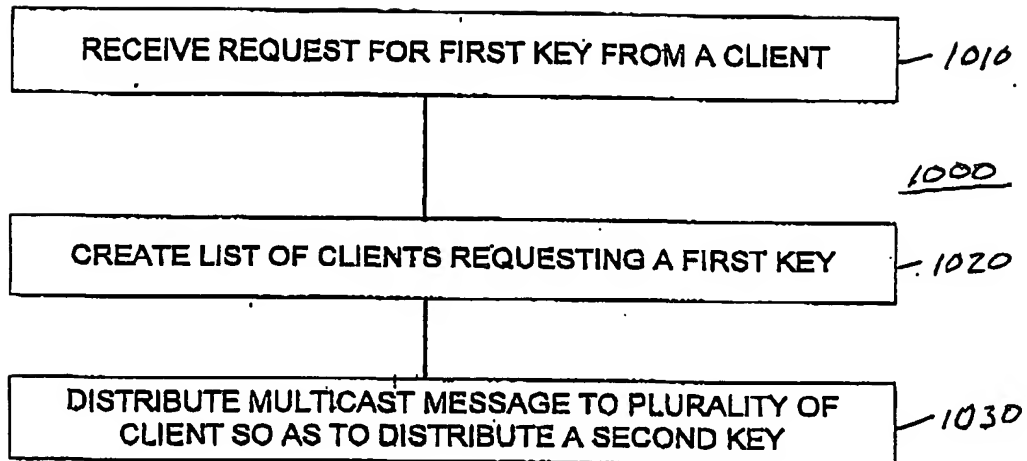 RECEIVE REQUEST FOR FIRST KEY FROM A CLIENT
1010
1000
CREATE LIST OF CLIENTS REQUESTING A FIRST KEY
1020
DISTRIBUTE MULTICAST MESSAGE TO PLURALITY OF
CLIENT SO AS TO DISTRIBUTE A SECOND KEY
1030